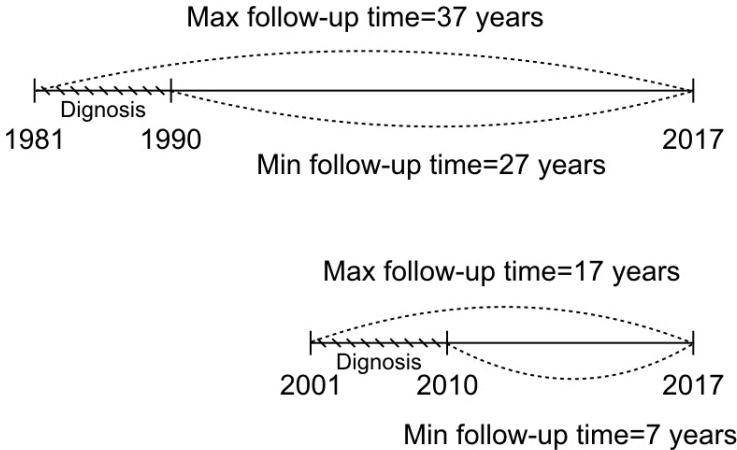 Max follow-up time=37 years
Dignosis
1981 1990 2017
Min follow-up time=27 years
Max follow-up time=17 years
Dignosis
2001 2010 2017
Min follow-up time=7 years